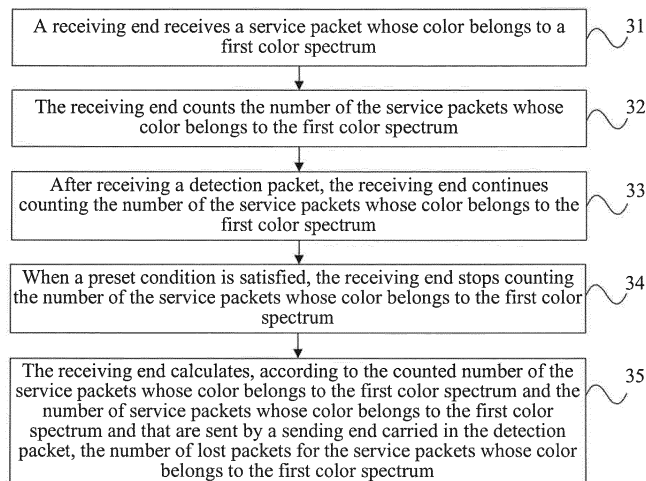 A receiving end receives a service packet whose color belongs to a
first color spectrum
31
The receiving end counts the number of the service packets whose
color belongs to the first color spectrum
32
After receiving a detection packet, the receiving end continues
counting the number of the service packets whose color belongs to the
first color spectrum
33
When a preset condition is satisfied, the receiving end stops counting
the number of the service packets whose color belongs to the first color
spectrum
34
The receiving end calculates, according to the counted number of the
service packets whose color belongs to the first color spectrum and the
number of service packets whose color belongs to the first color
spectrum and that are sent by a sending end carried in the detection
packet, the number of lost packets for the service packets whose color
belongs to the first color spectrum
35